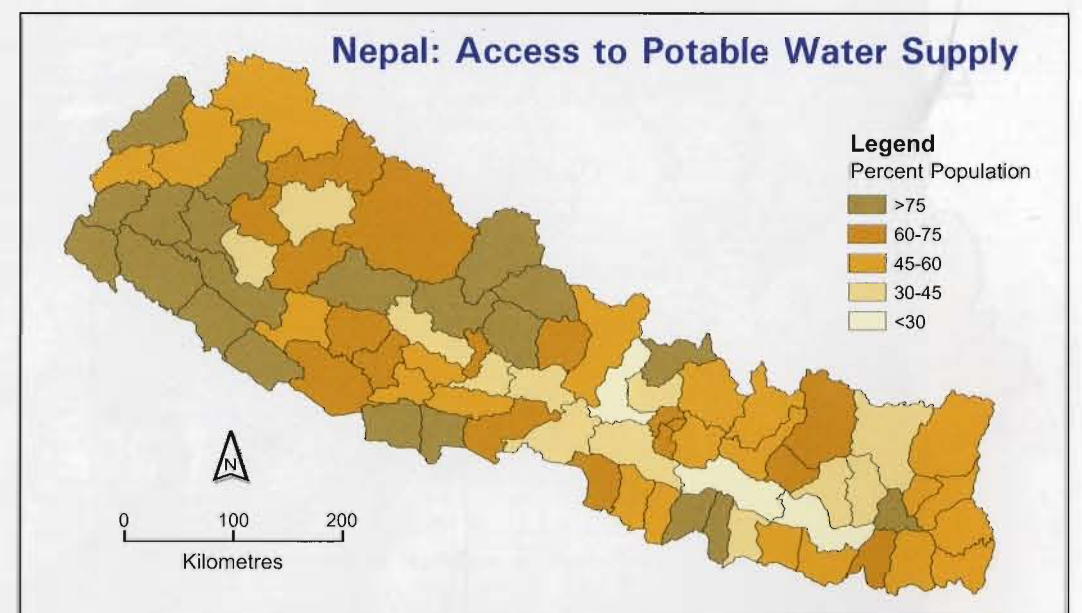 Nepal: Access to Potable Water Supply
Legend
Percent Population
>75
60-75
45-60
30-45
<30
N
0 100 200
Kilometres